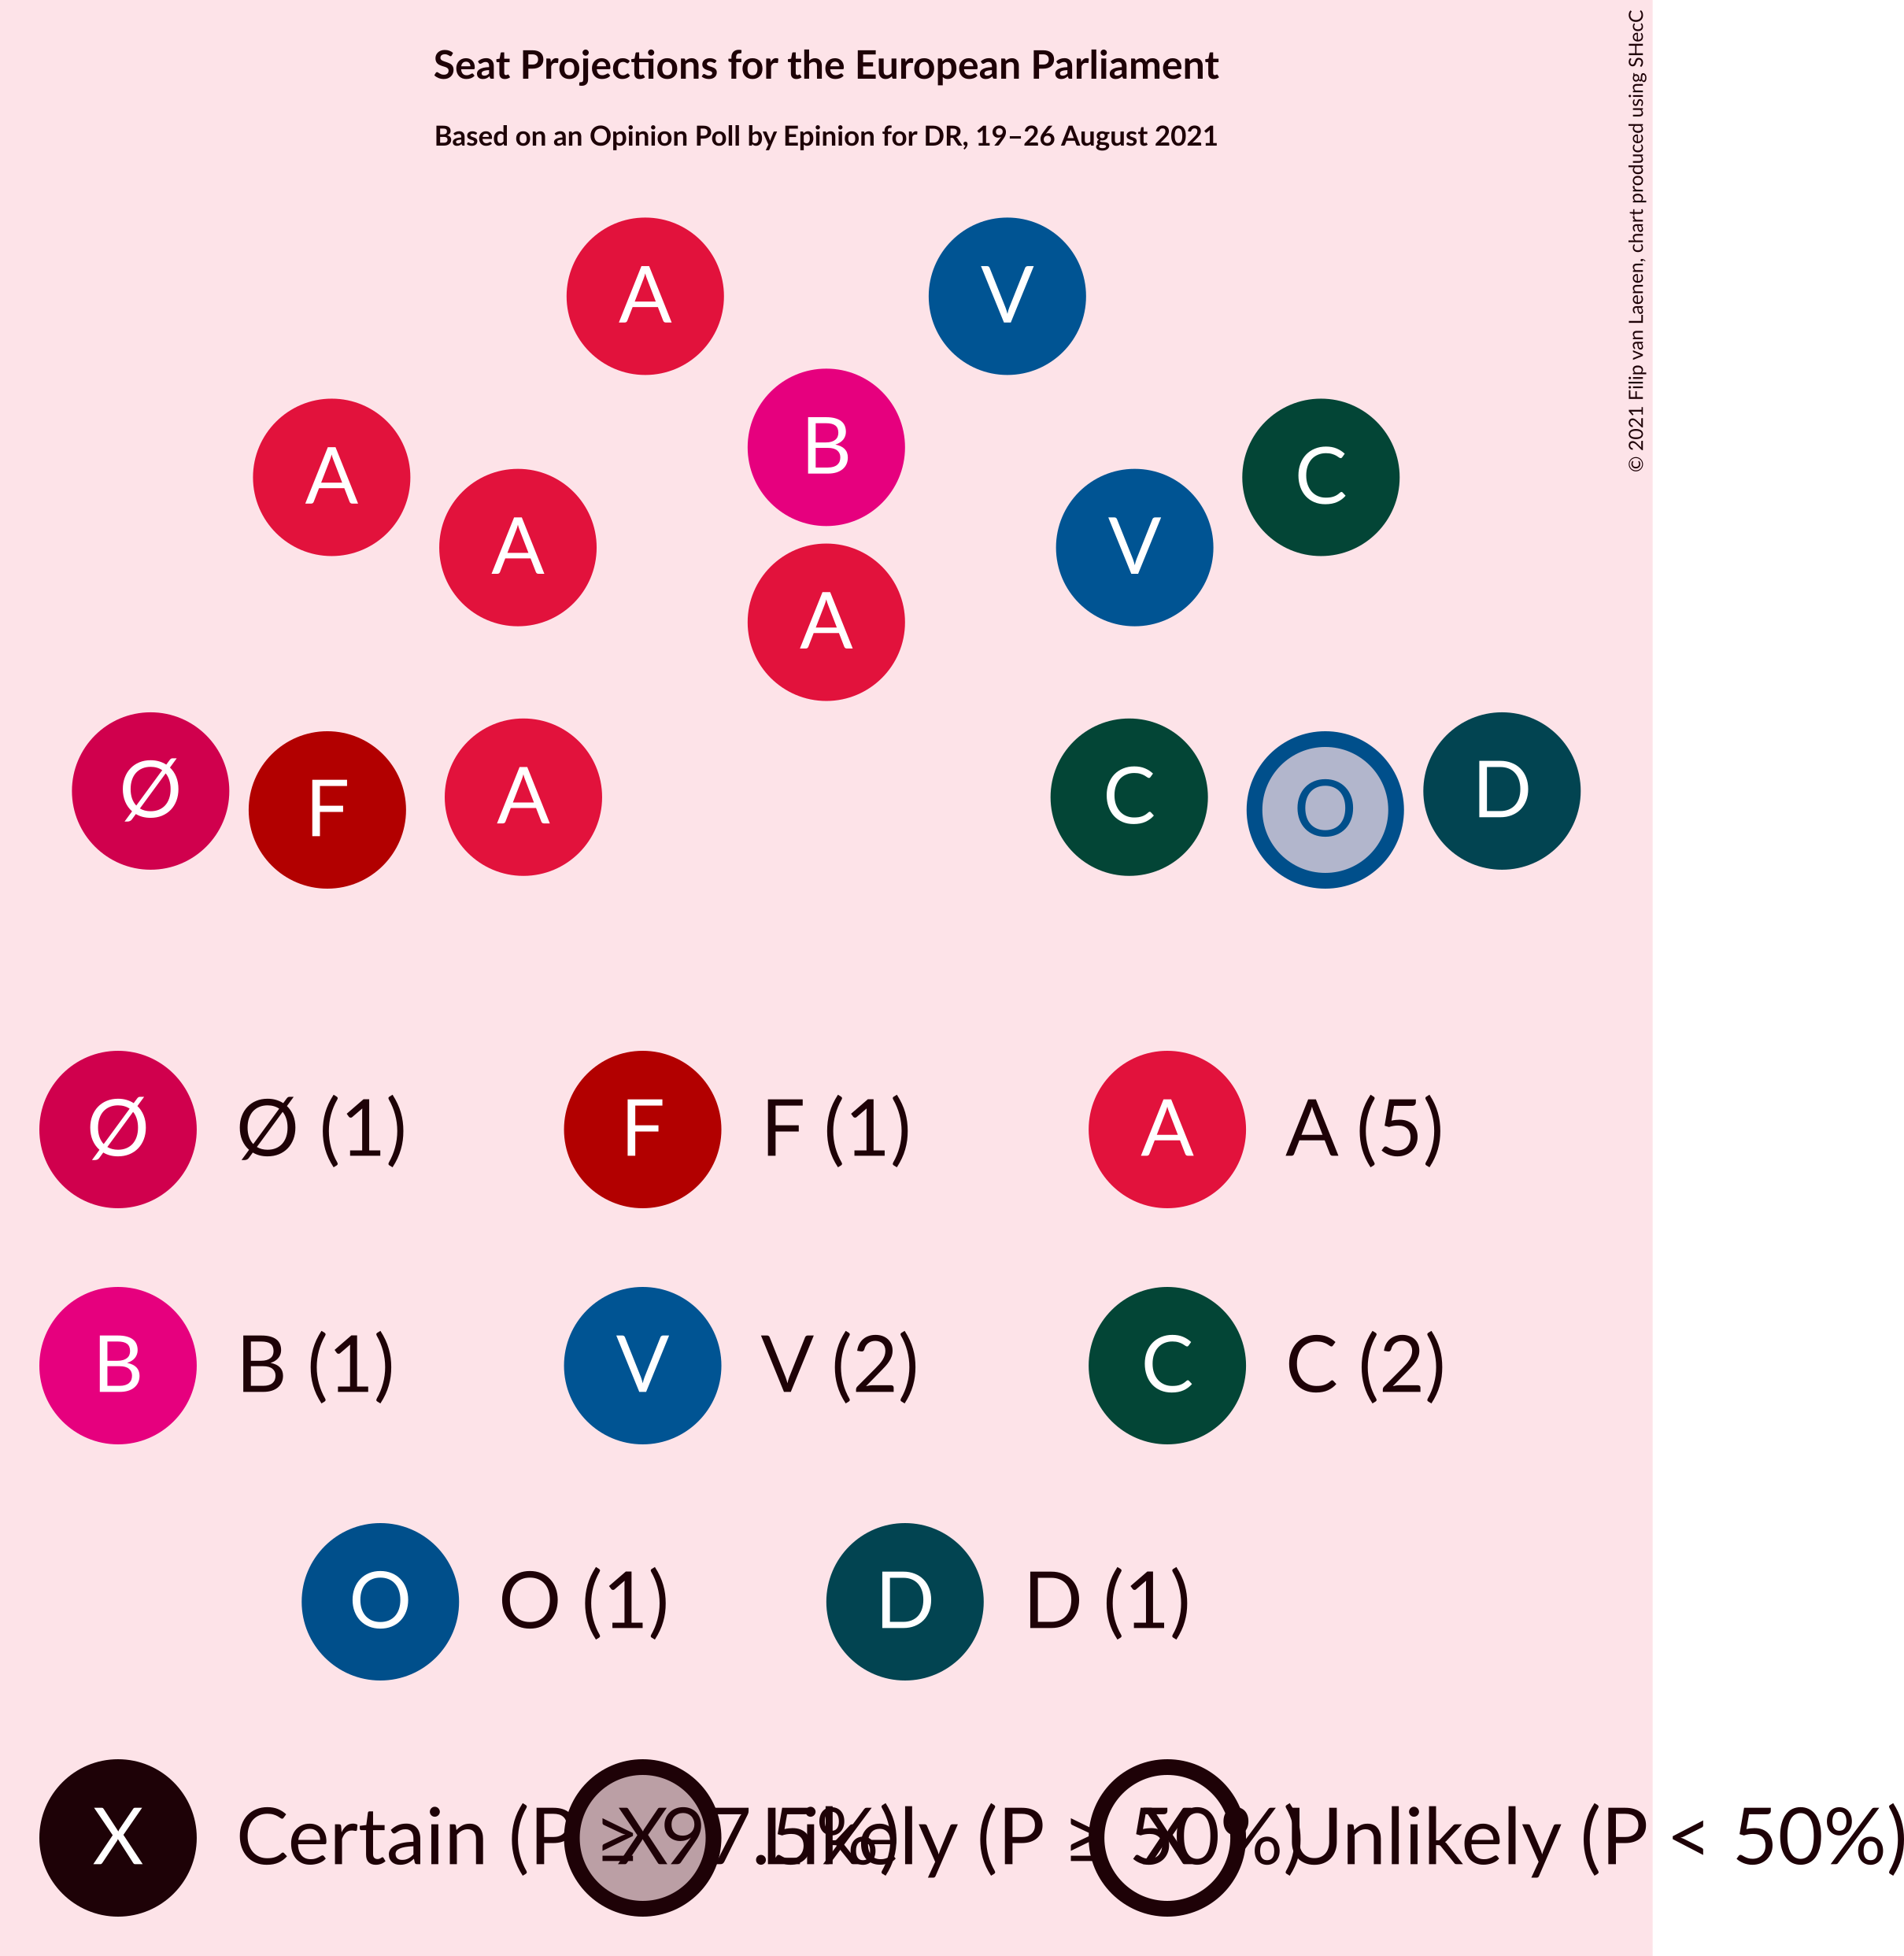 Seat Projections for the European Parliament
Based on an Opinion Poll by Epinion for DR, 19–26 August 2021
© 2021 Filip van Laenen, chart produced using SHecC
A V
B
A C
A V
A
Ø D
F A C O
Ø Ø (1) F F (1) A A (5)
B B (1) V V (2) C C (2)
O O (1) D D (1)
X Certain (P ≥ 97.5%) X Likely (P ≥ 50%) X Unlikely (P < 50%)